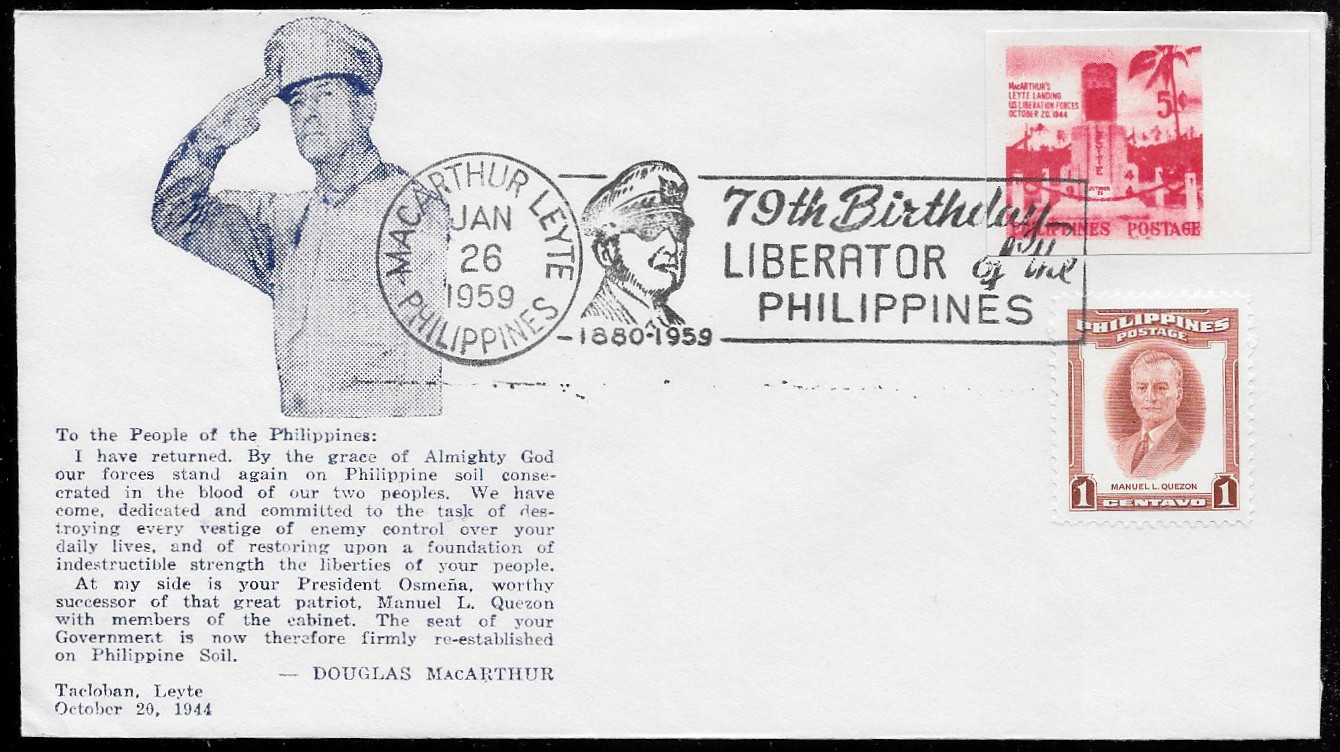 MacARTHUR'S
LEYTE LANDING
US LIBERATION FORCES
OCTOBER 20, 1944
5¢
LEYTE
OCTOBER
20
PHILIPPINES POSTAGE
MACARTHUR LEYTE
JAN
26
1959
PHILIPPINES
-1880-1959
79th Birthday
LIBERATOR of the
PHILIPPINES
PHILIPPINES
POSTAGE
MANUEL L. QUEZON
1 CENTAVO 1
To the People of the Philippines:
I have returned. By the grace of Almighty God
our forces stand again on Philippine soil conse-
crated in the blood of our two peoples. We have
come, dedicated and committed to the task of des-
troying every vestige of enemy control over your
daily lives, and of restoring upon a foundation of
indestructible strength the liberties of your people.
At my side is your President Osmeña, worthy
successor of that great patriot, Manuel L. Quezon
with members of the cabinet. The seat of your
Government is now therefore firmly re-established
on Philippine Soil.
— DOUGLAS MACARTHUR
Tacloban, Leyte
October 20, 1944